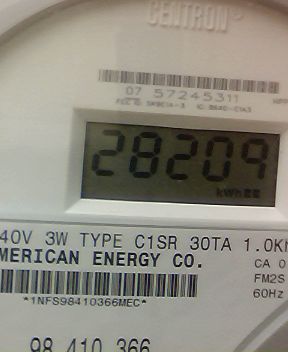 CENTRON®
07 57245311
28209
kWh
40V 3W TYPE C1SR 30TA 1.0K
MERICAN ENERGY CO.
CA 0
FM2S
60Hz
*1NFS98410366MEC*
98 410 366